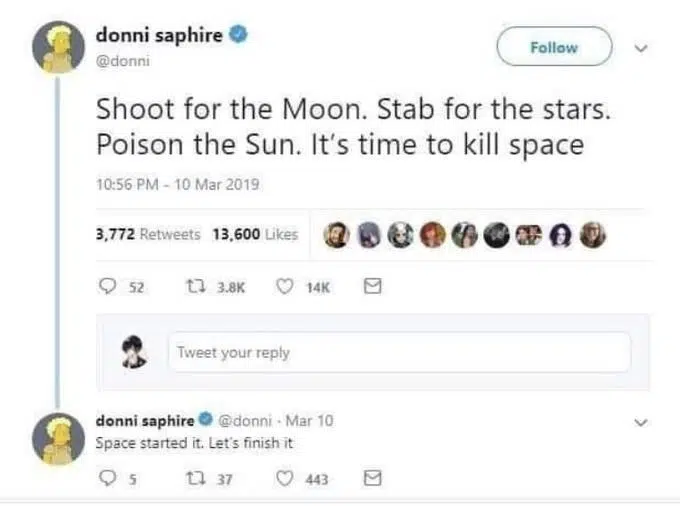 donni saphire
@donni
Follow
Shoot for the Moon. Stab for the stars.
Poison the Sun. It's time to kill space
10:56 PM - 10 Mar 2019
3,772 Retweets 13,600 Likes
52 3.8K 14K
Tweet your reply
donni saphire @donni · Mar 10
Space started it. Let's finish it
5 37 443